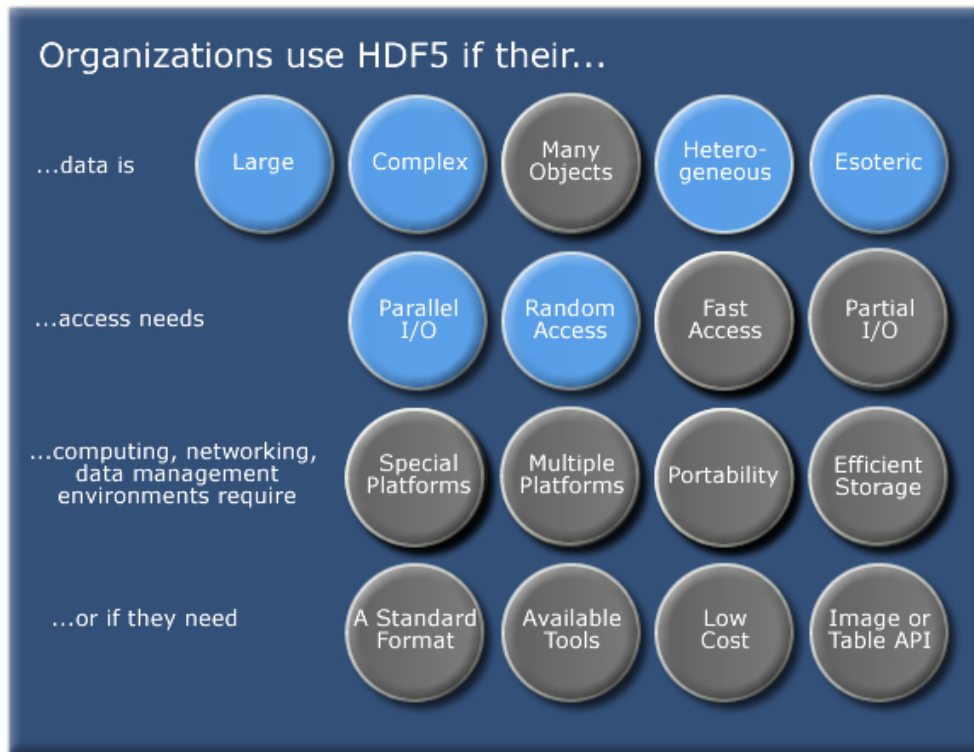 Organizations use HDF5 if their...
...data is
Large
Complex
Many
Objects
Hetero-
geneous
Esoteric
...access needs
Parallel
I/O
Random
Access
Fast
Access
Partial
I/O
...computing, networking,
data management
environments require
Special
Platforms
Multiple
Platforms
Portability
Efficient
Storage
...or if they need
A Standard
Format
Available
Tools
Low
Cost
Image or
Table API